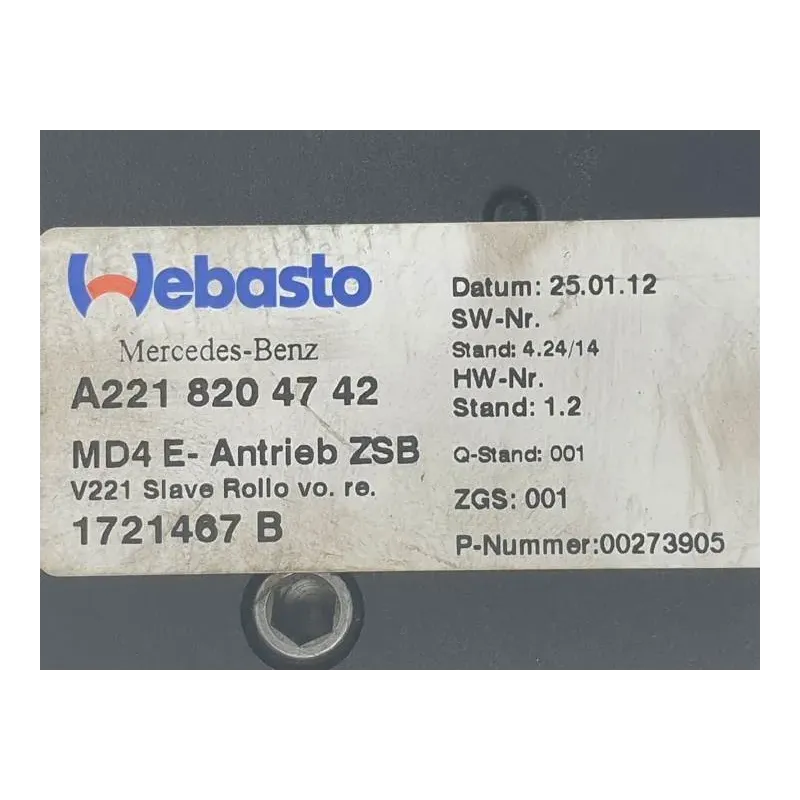 Webasto
Mercedes-Benz
A221 820 47 42
MD4 E- Antrieb ZSB
V221 Slave Rollo vo. re.
1721467 B
Datum: 25.01.12
SW-Nr.
Stand: 4.24/14
HW-Nr.
Stand: 1.2
Q-Stand: 001
ZGS: 001
P-Nummer:00273905